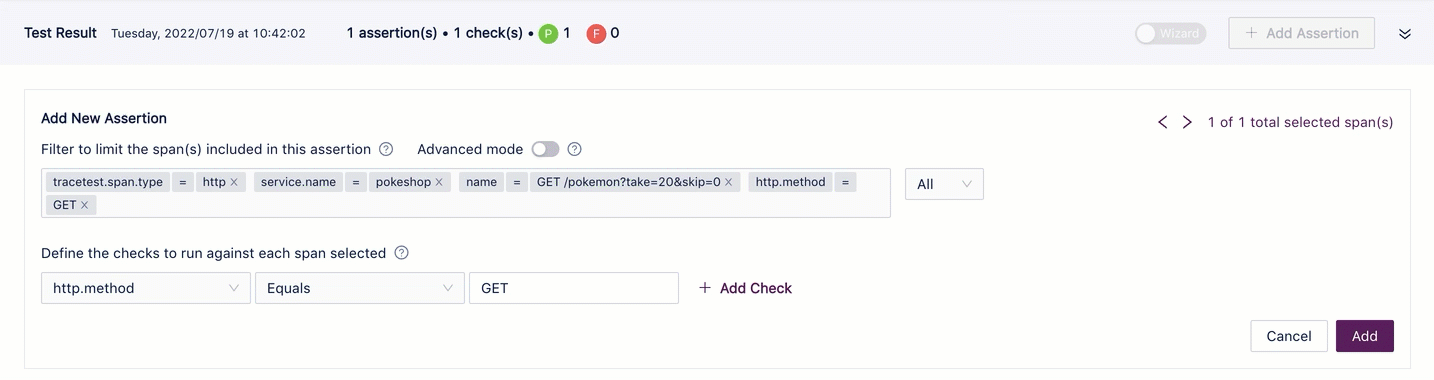 Test Result Tuesday, 2022/07/19 at 10:42:02 1 assertion(s) • 1 check(s) • P 1 F 0 Wizard + Add Assertion
Add New Assertion
1 of 1 total selected span(s)
Filter to limit the span(s) included in this assertion ? Advanced mode ?
tracetest.span.type = http × service.name = pokeshop × name = GET /pokemon?take=20&skip=0 × http.method =
GET ×
All
Define the checks to run against each span selected ?
http.method Equals GET + Add Check
Cancel Add